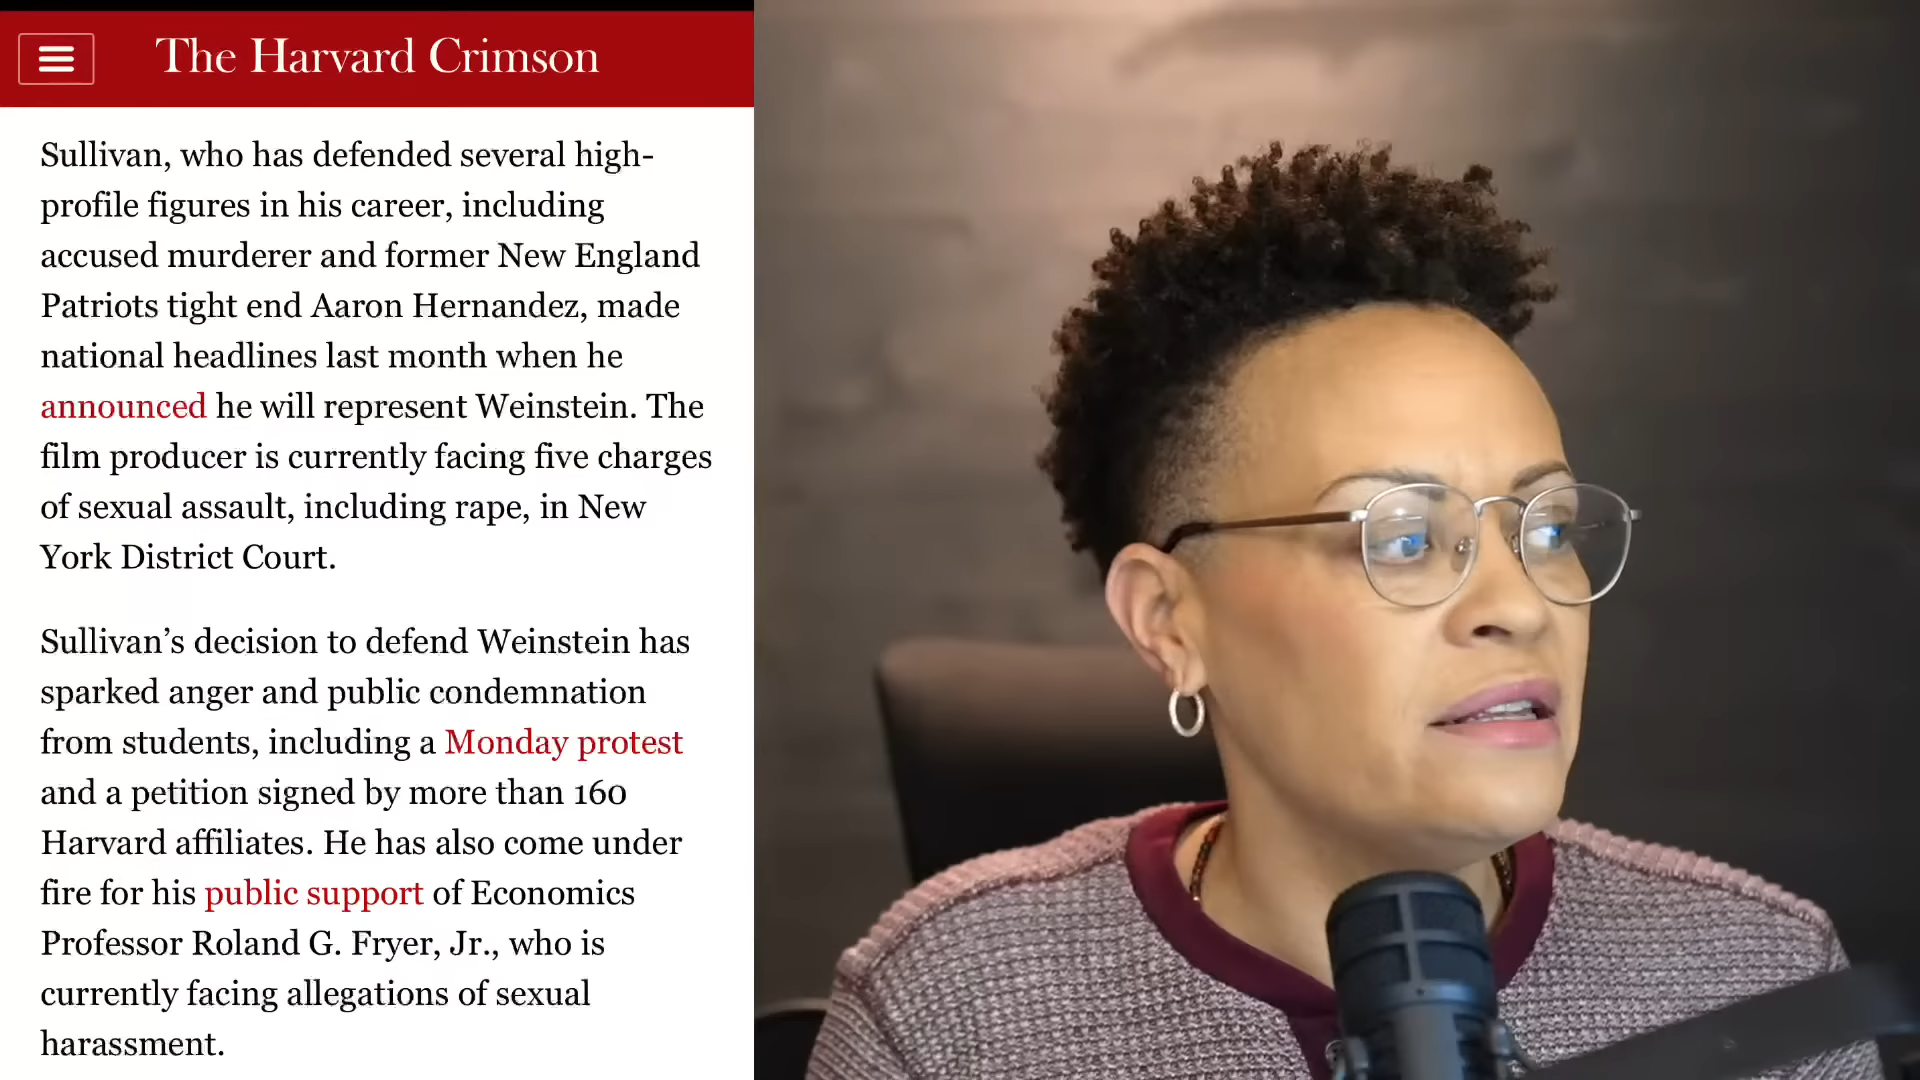 The Harvard Crimson
Sullivan, who has defended several high-
profile figures in his career, including
accused murderer and former New England
Patriots tight end Aaron Hernandez, made
national headlines last month when he
announced he will represent Weinstein. The
film producer is currently facing five charges
of sexual assault, including rape, in New
York District Court.
Sullivan’s decision to defend Weinstein has
sparked anger and public condemnation
from students, including a Monday protest
and a petition signed by more than 160
Harvard affiliates. He has also come under
fire for his public support of Economics
Professor Roland G. Fryer, Jr., who is
currently facing allegations of sexual
harassment.